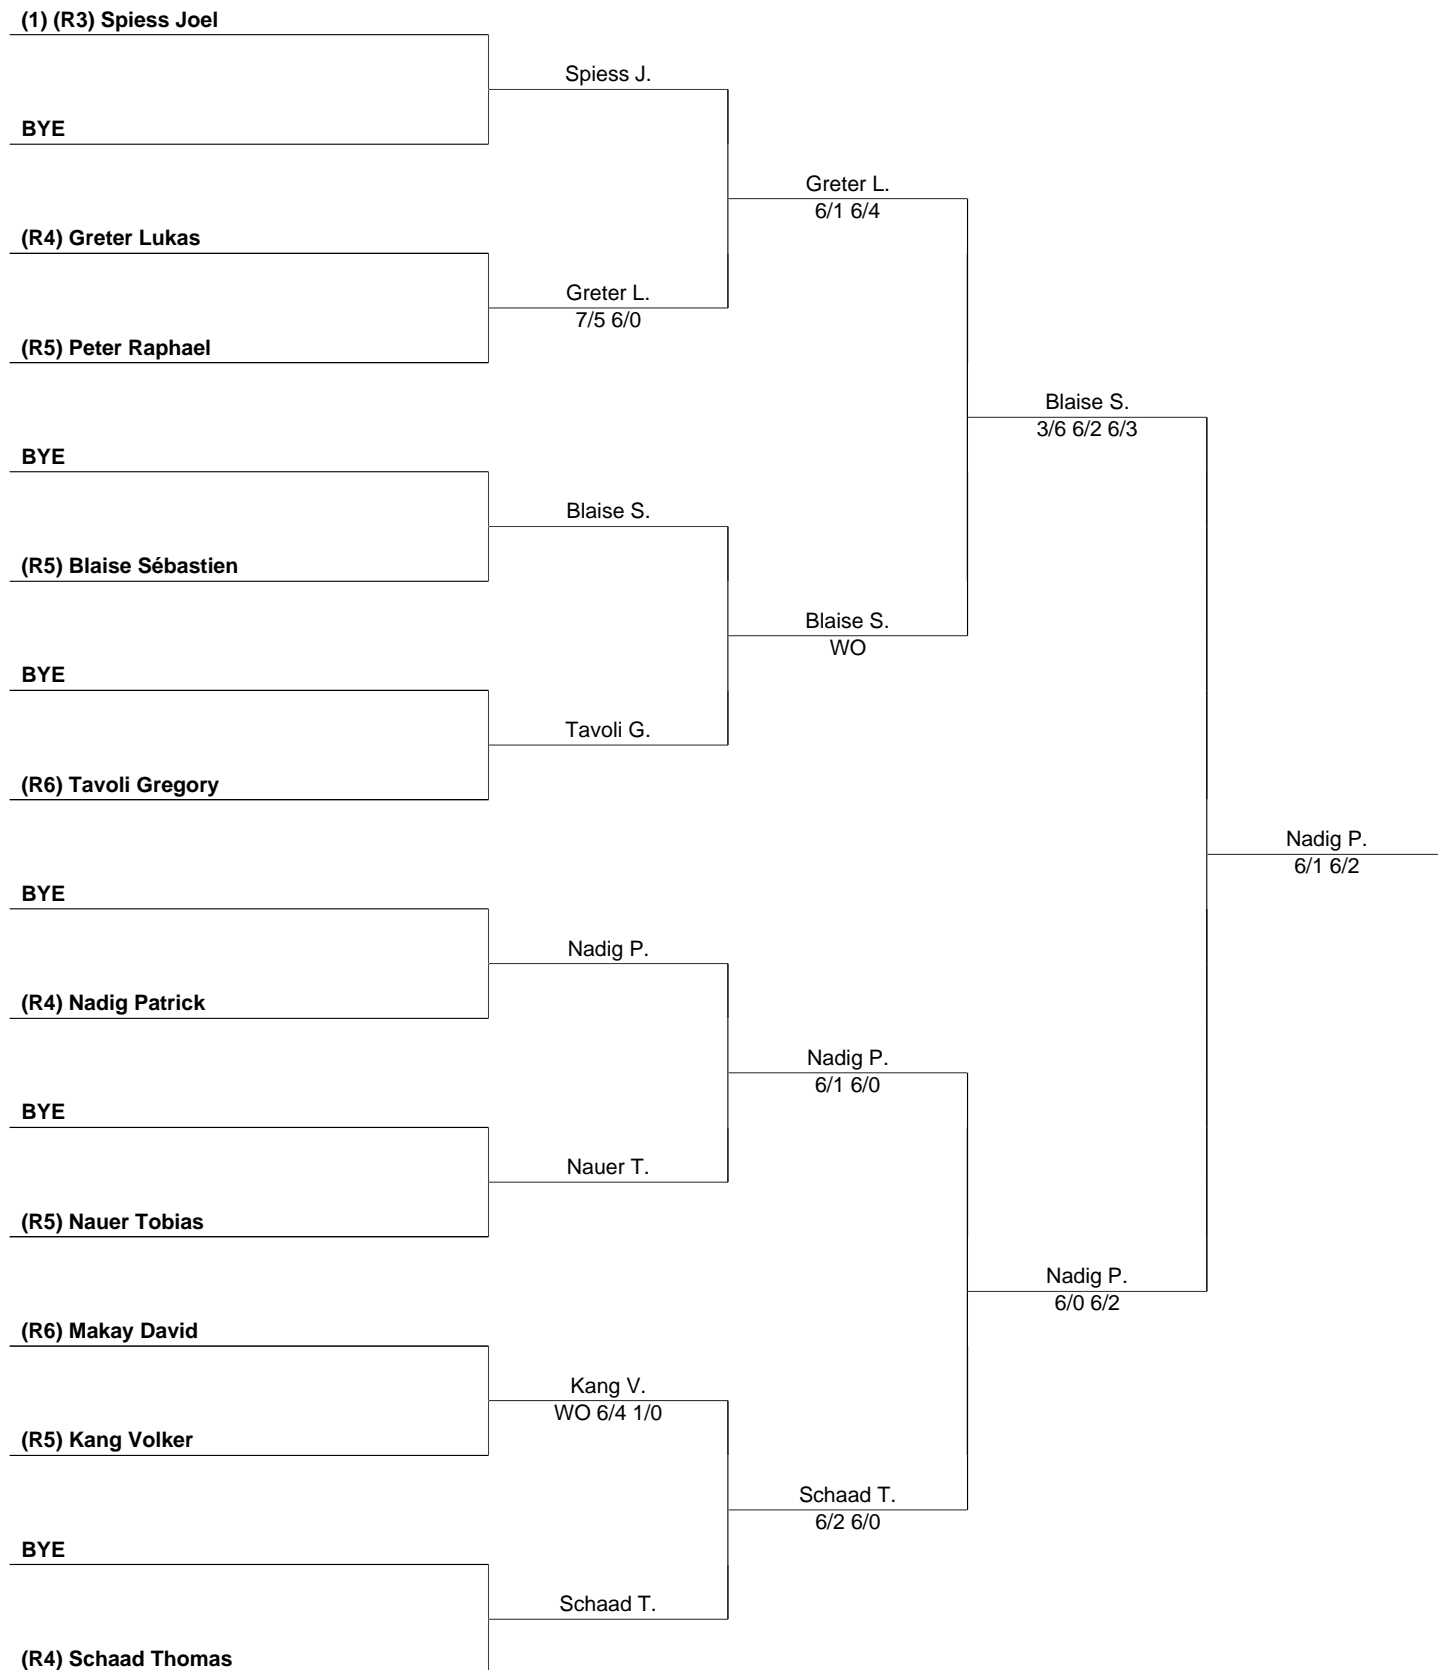 (1) (R3) Spiess Joel
Spiess J.
BYE
Greter L.
6/1 6/4
(R4) Greter Lukas
Greter L.
7/5 6/0
(R5) Peter Raphael
Blaise S.
3/6 6/2 6/3
BYE
Blaise S.
(R5) Blaise Sébastien
Blaise S.
WO
BYE
Tavoli G.
(R6) Tavoli Gregory
Nadig P.
6/1 6/2
BYE
Nadig P.
(R4) Nadig Patrick
Nadig P.
6/1 6/0
BYE
Nauer T.
(R5) Nauer Tobias
Nadig P.
6/0 6/2
(R6) Makay David
Kang V.
WO 6/4 1/0
(R5) Kang Volker
Schaad T.
6/2 6/0
BYE
Schaad T.
(R4) Schaad Thomas